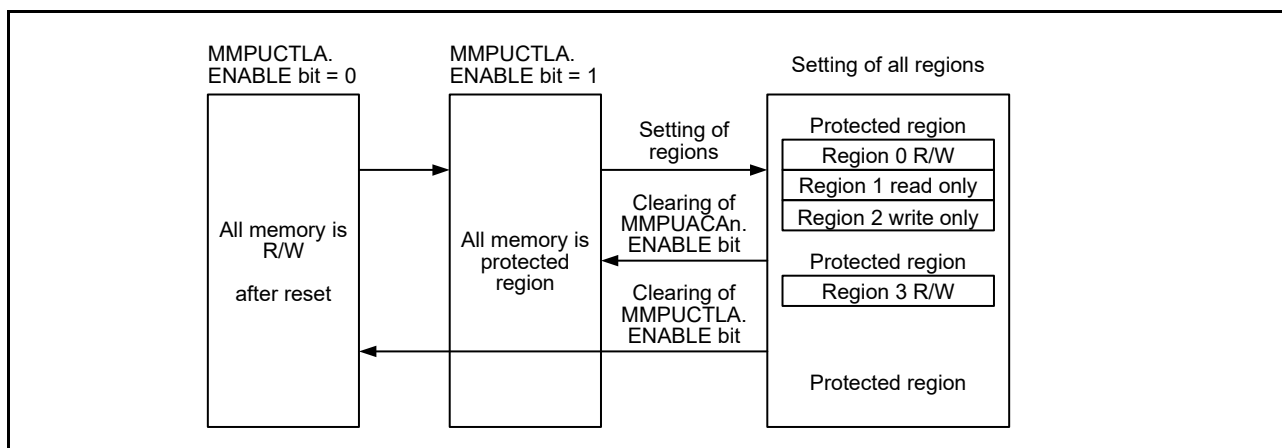 MMPUCTLA.
ENABLE bit = 0
MMPUCTLA.
ENABLE bit = 1
Setting of all regions
All memory is
R/W
after reset
All memory is
protected
region
Setting of
regions
Clearing of
MMPUACAn.
ENABLE bit
Clearing of
MMPUCTLA.
ENABLE bit
Protected region
Region 0 R/W
Region 1 read only
Region 2 write only
Protected region
Region 3 R/W
Protected region